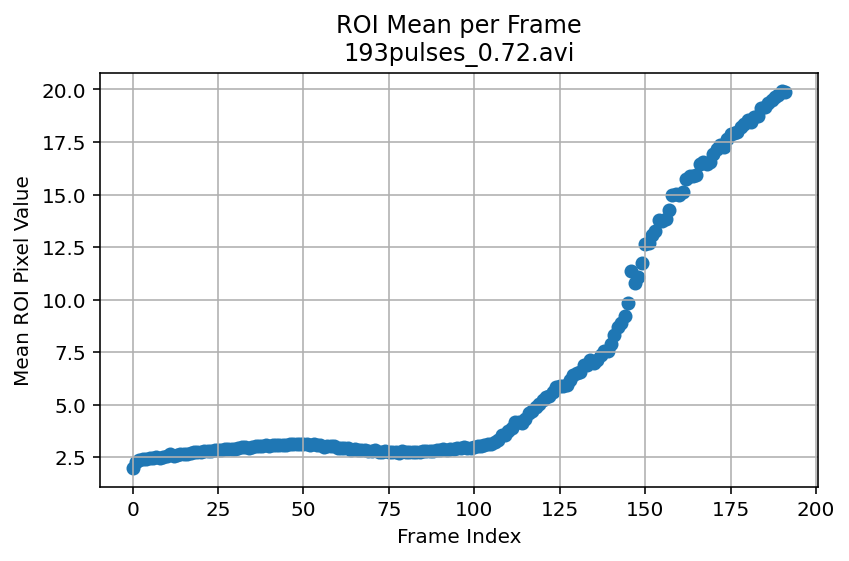 ROI Mean per Frame
193pulses_0.72.avi
20.0
17.5
15.0
12.5
10.0
7.5
5.0
2.5
Mean ROI Pixel Value
0 25 50 75 100 125 150 175 200
Frame Index